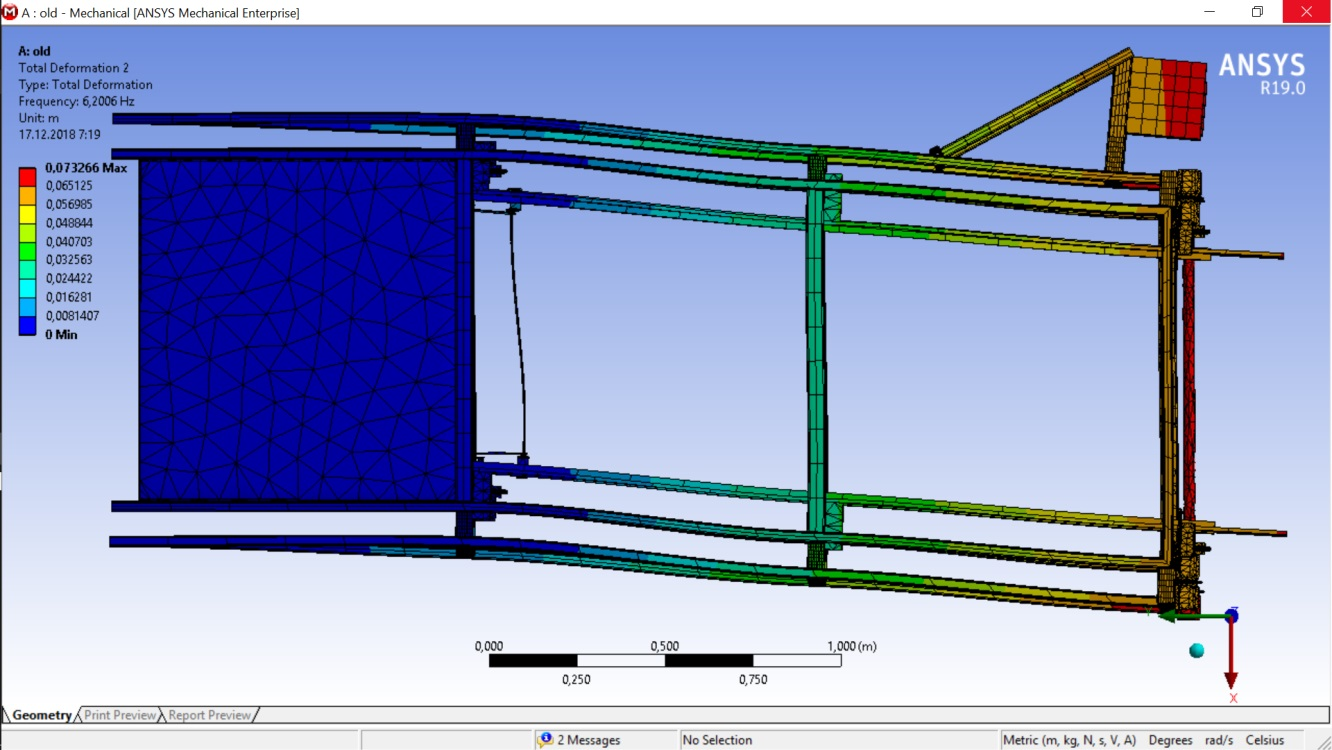 A : old - Mechanical [ANSYS Mechanical Enterprise]
A: old
Total Deformation 2
Type: Total Deformation
Frequency: 6,2006 Hz
Unit: m
17.12.2018 7:19
0,073266 Max
0,065125
0,056985
0,048844
0,040703
0,032563
0,024422
0,016281
0,0081407
0 Min
ANSYS
R19.0
0,000 0,500 1,000 (m)
0,250 0,750
X
Geometry Print Preview Report Preview
2 Messages No Selection Metric (m, kg, N, s, V, A) Degrees rad/s Celsius